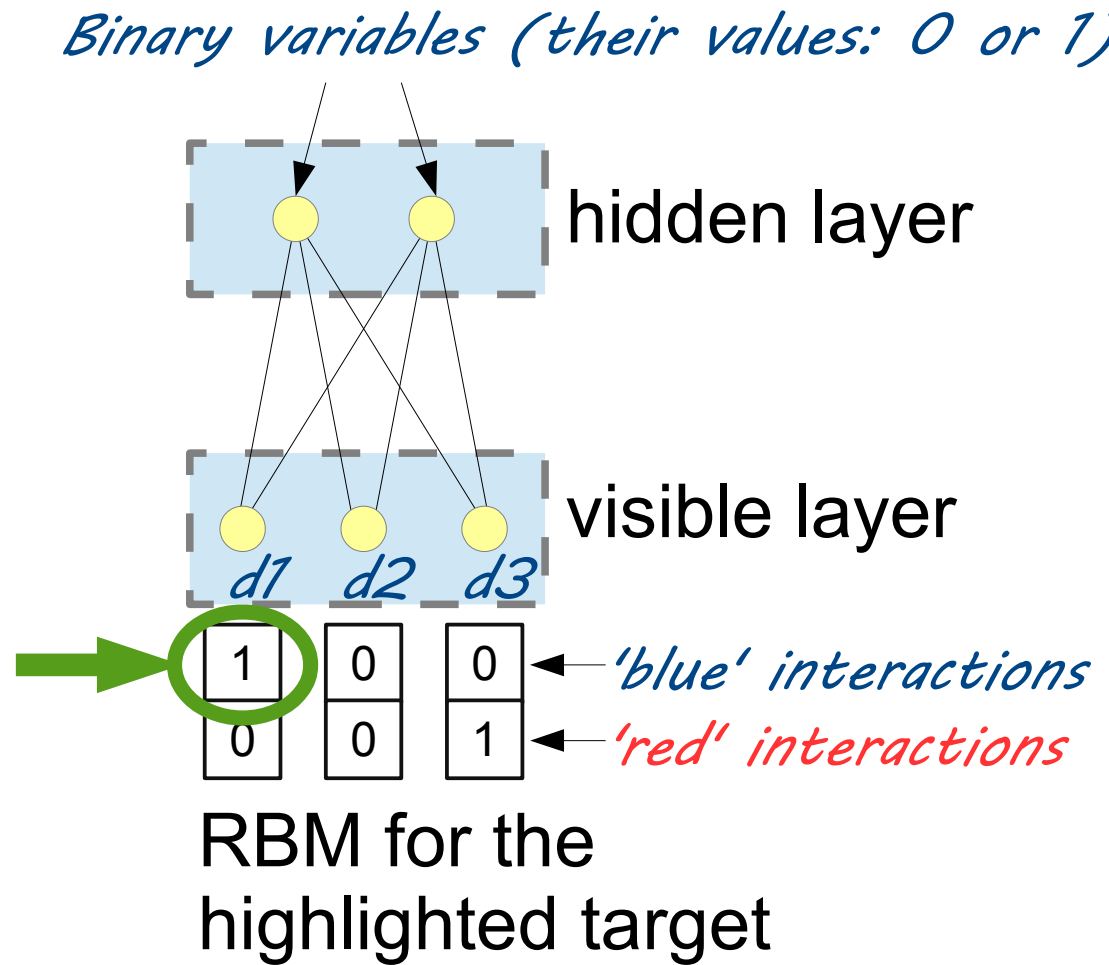 Binary variables (their values: 0 or 1)
hidden layer
visible layer
d1 d2 d3
1 0 0 'blue' interactions
0 0 1 'red' interactions
RBM for the
highlighted target